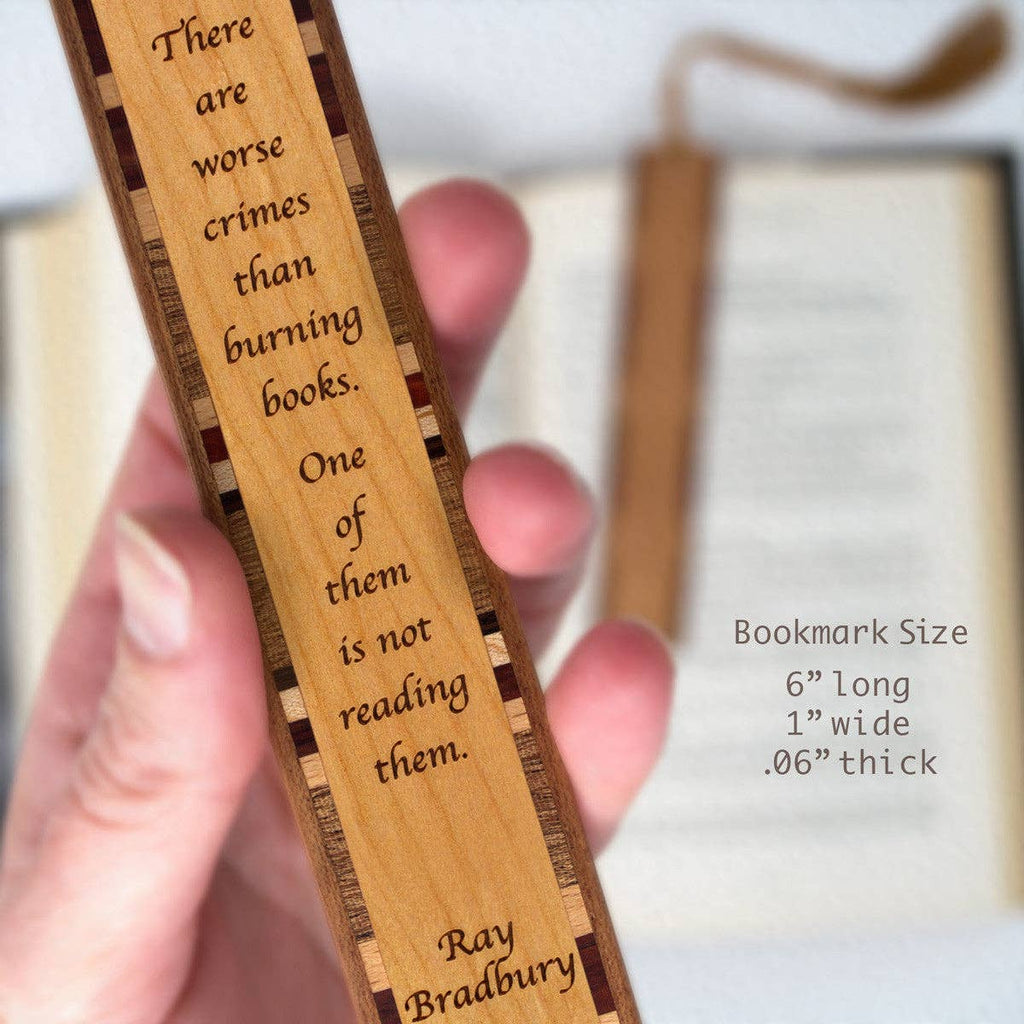 There
are
worse
crimes
than
burning
books.
One
of
them
is not
reading
them.
Ray
Bradbury
Bookmark Size
6” long
1” wide
.06” thick